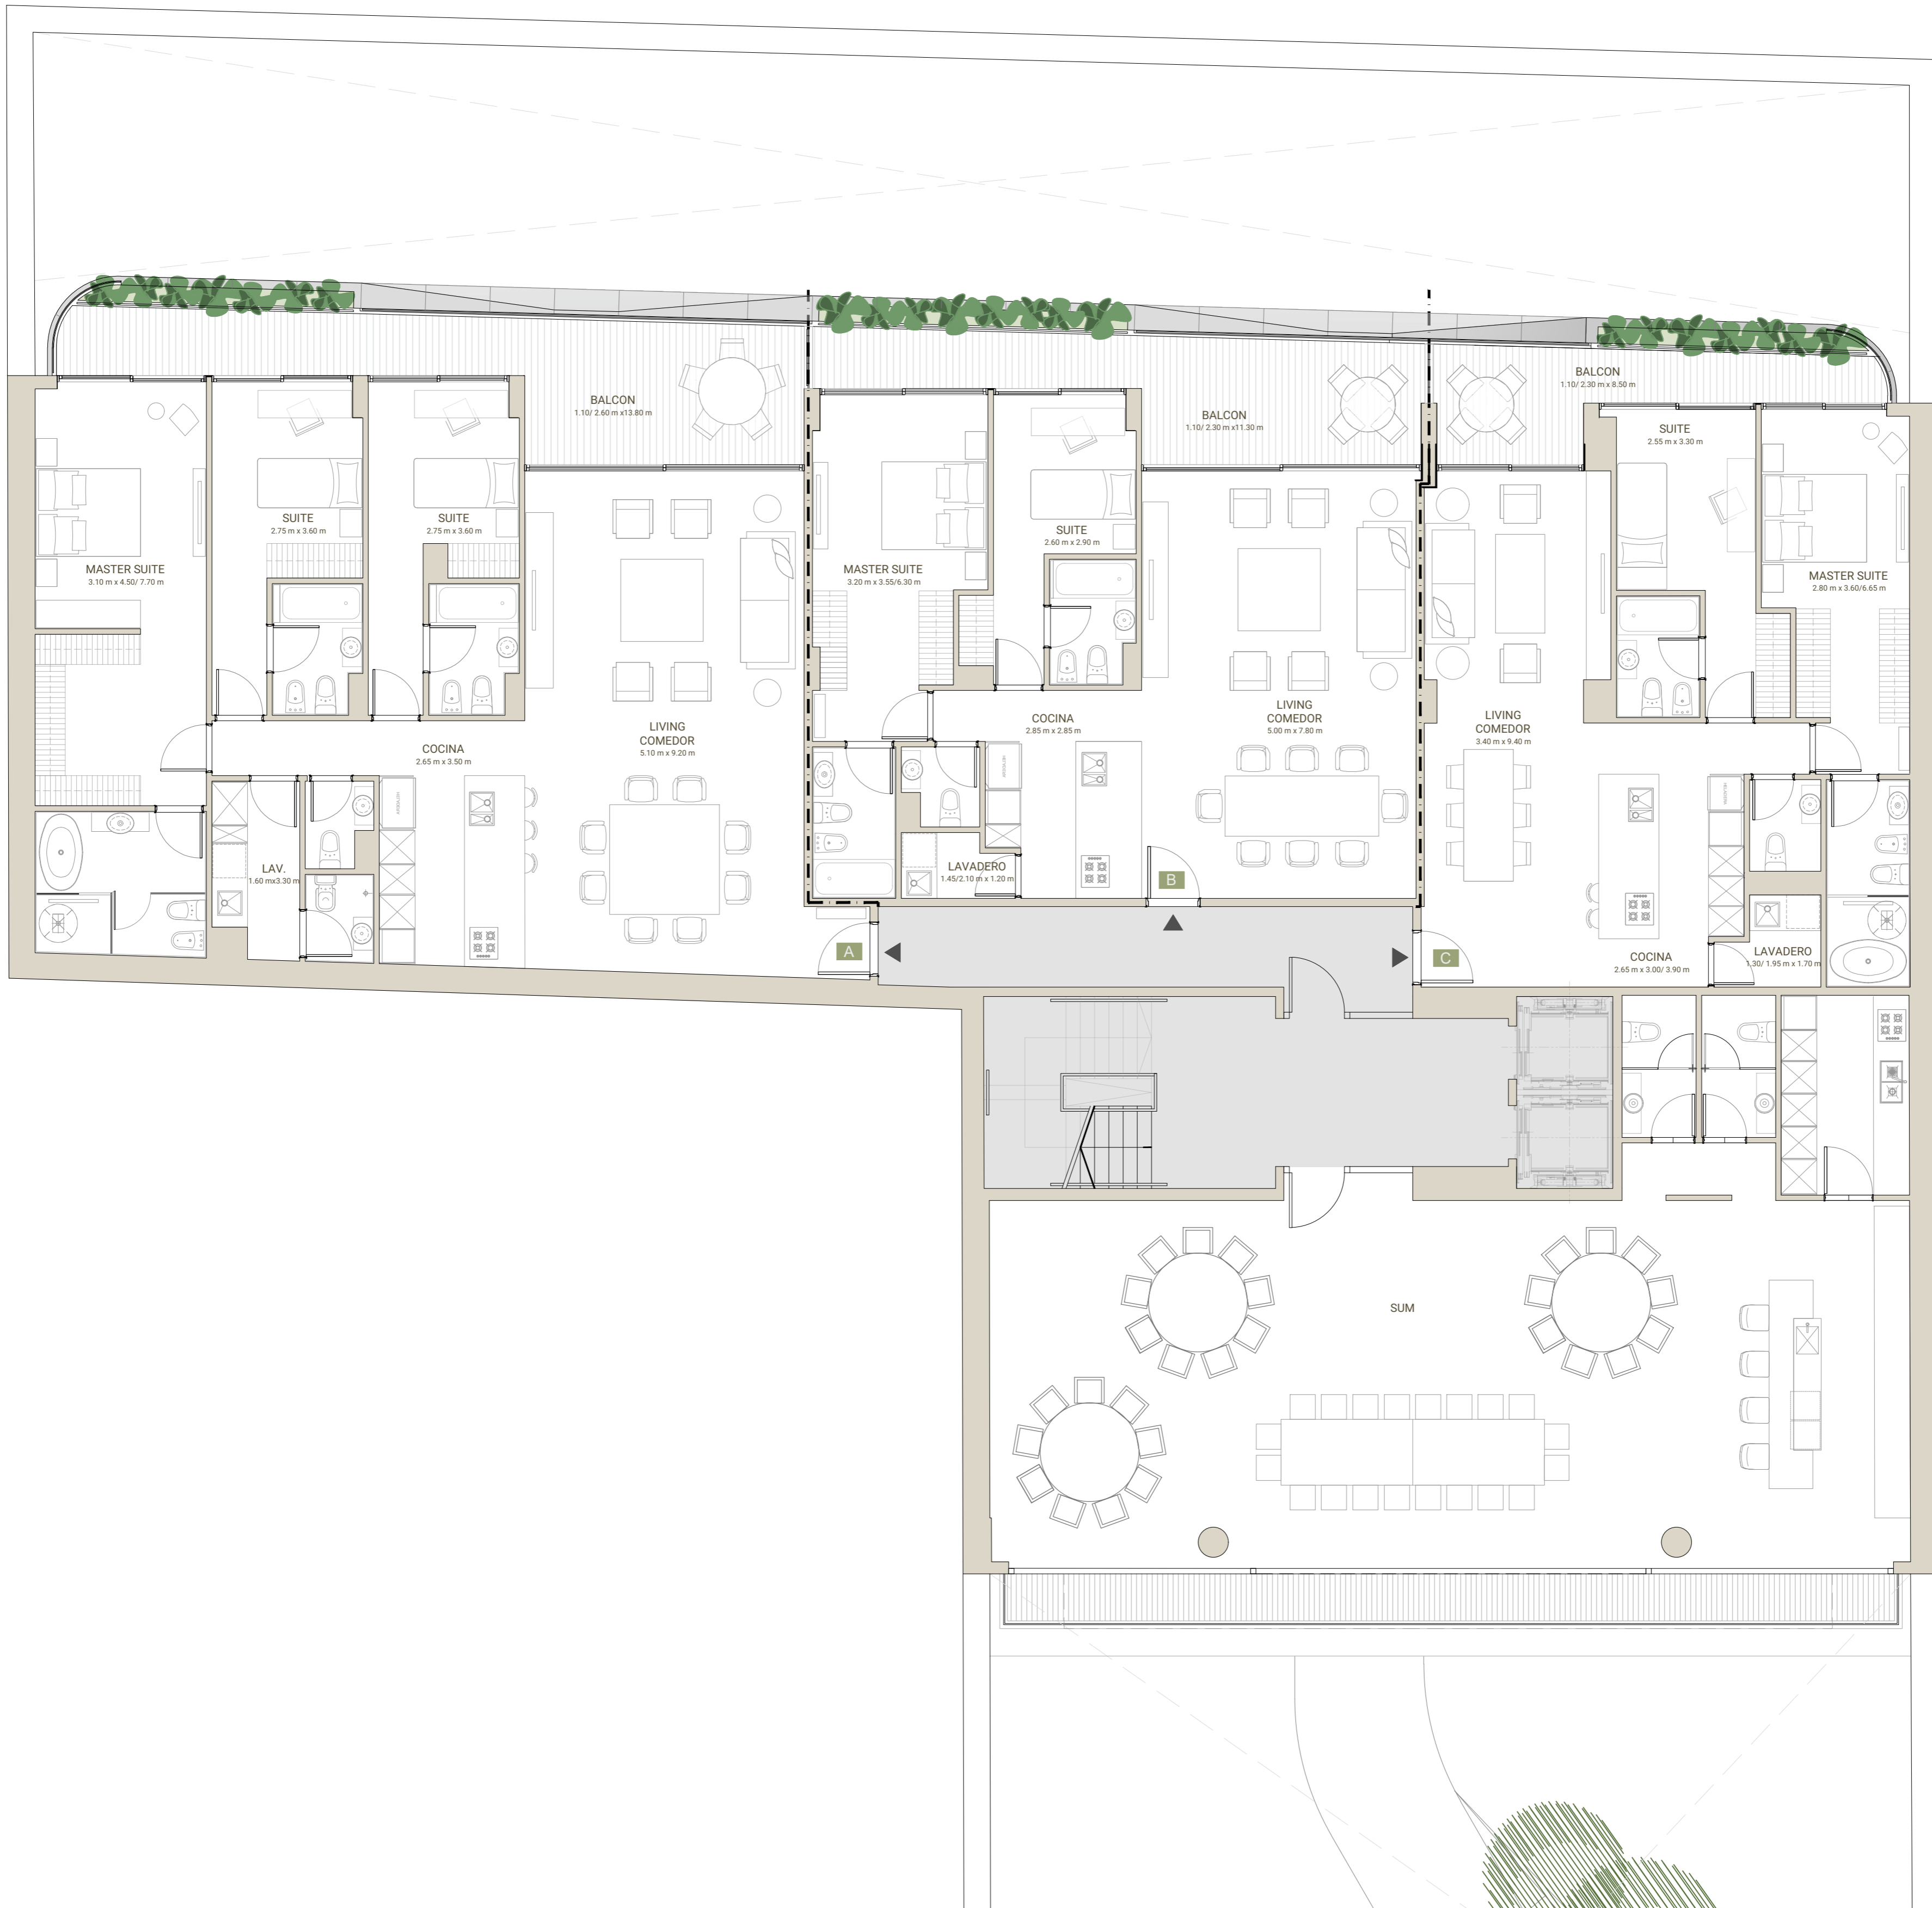 BALCON
1.10/ 2.60 m x13.80 m
BALCON
1.10/ 2.30 m x11.30 m
BALCON
1.10/ 2.30 m x 8.50 m
MASTER SUITE
3.10 m x 4.50/ 7.70 m
SUITE
2.75 m x 3.60 m
SUITE
2.75 m x 3.60 m
COCINA
2.65 m x 3.50 m
LIVING
COMEDOR
5.10 m x 9.20 m
LAV.
1.60 mx3.30 m
A
MASTER SUITE
3.20 m x 3.55/6.30 m
SUITE
2.60 m x 2.90 m
COCINA
2.85 m x 2.85 m
LIVING
COMEDOR
5.00 m x 7.80 m
LAVADERO
1.45/2.10 m x 1.20 m
B
SUITE
2.55 m x 3.30 m
MASTER SUITE
2.80 m x 3.60/6.65 m
LIVING
COMEDOR
3.40 m x 9.40 m
C
COCINA
2.65 m x 3.00/ 3.90 m
LAVADERO
1.30/ 1.95 m x 1.70 m
SUM